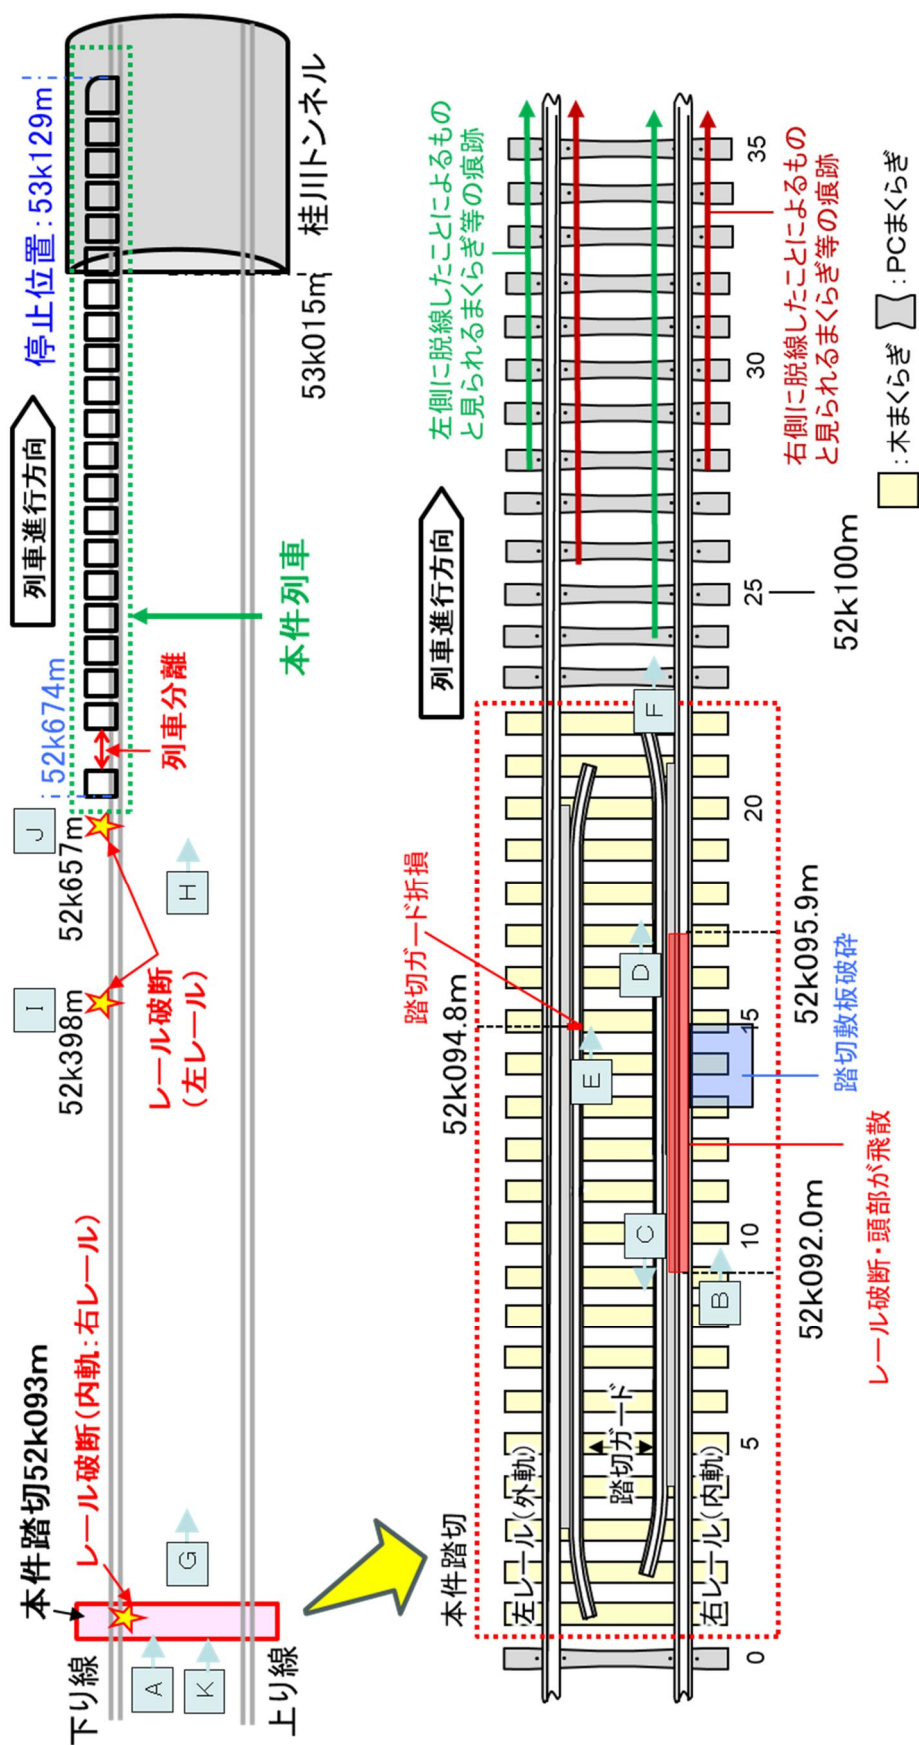 停止位置:53k129m
列車進行方向
52k674m
桂川トンネル
53k015m
本件列車
列車分離
J
52k657m
H
I
52k398m
レール破断
(左レール)
本件踏切52k093m
レール破断(内軌:右レール)
G
下り線
A
K
上り線
左側に脱線したことによるもの
と見られるまくらぎ等の痕跡
列車進行方向
右側に脱線したことによるもの
と見られるまくらぎ等の痕跡
踏切ガード折損
52k094.8m
本件踏切
左レール(外軌)
踏切ガード
右レール(内軌)
E
F
D
C
B
0
5
10
15
20
25
30
35
52k100m
52k092.0m
52k095.9m
レール破断・頭部が飛散
踏切敷板破砕
:木まくらぎ
:PCまくらぎ